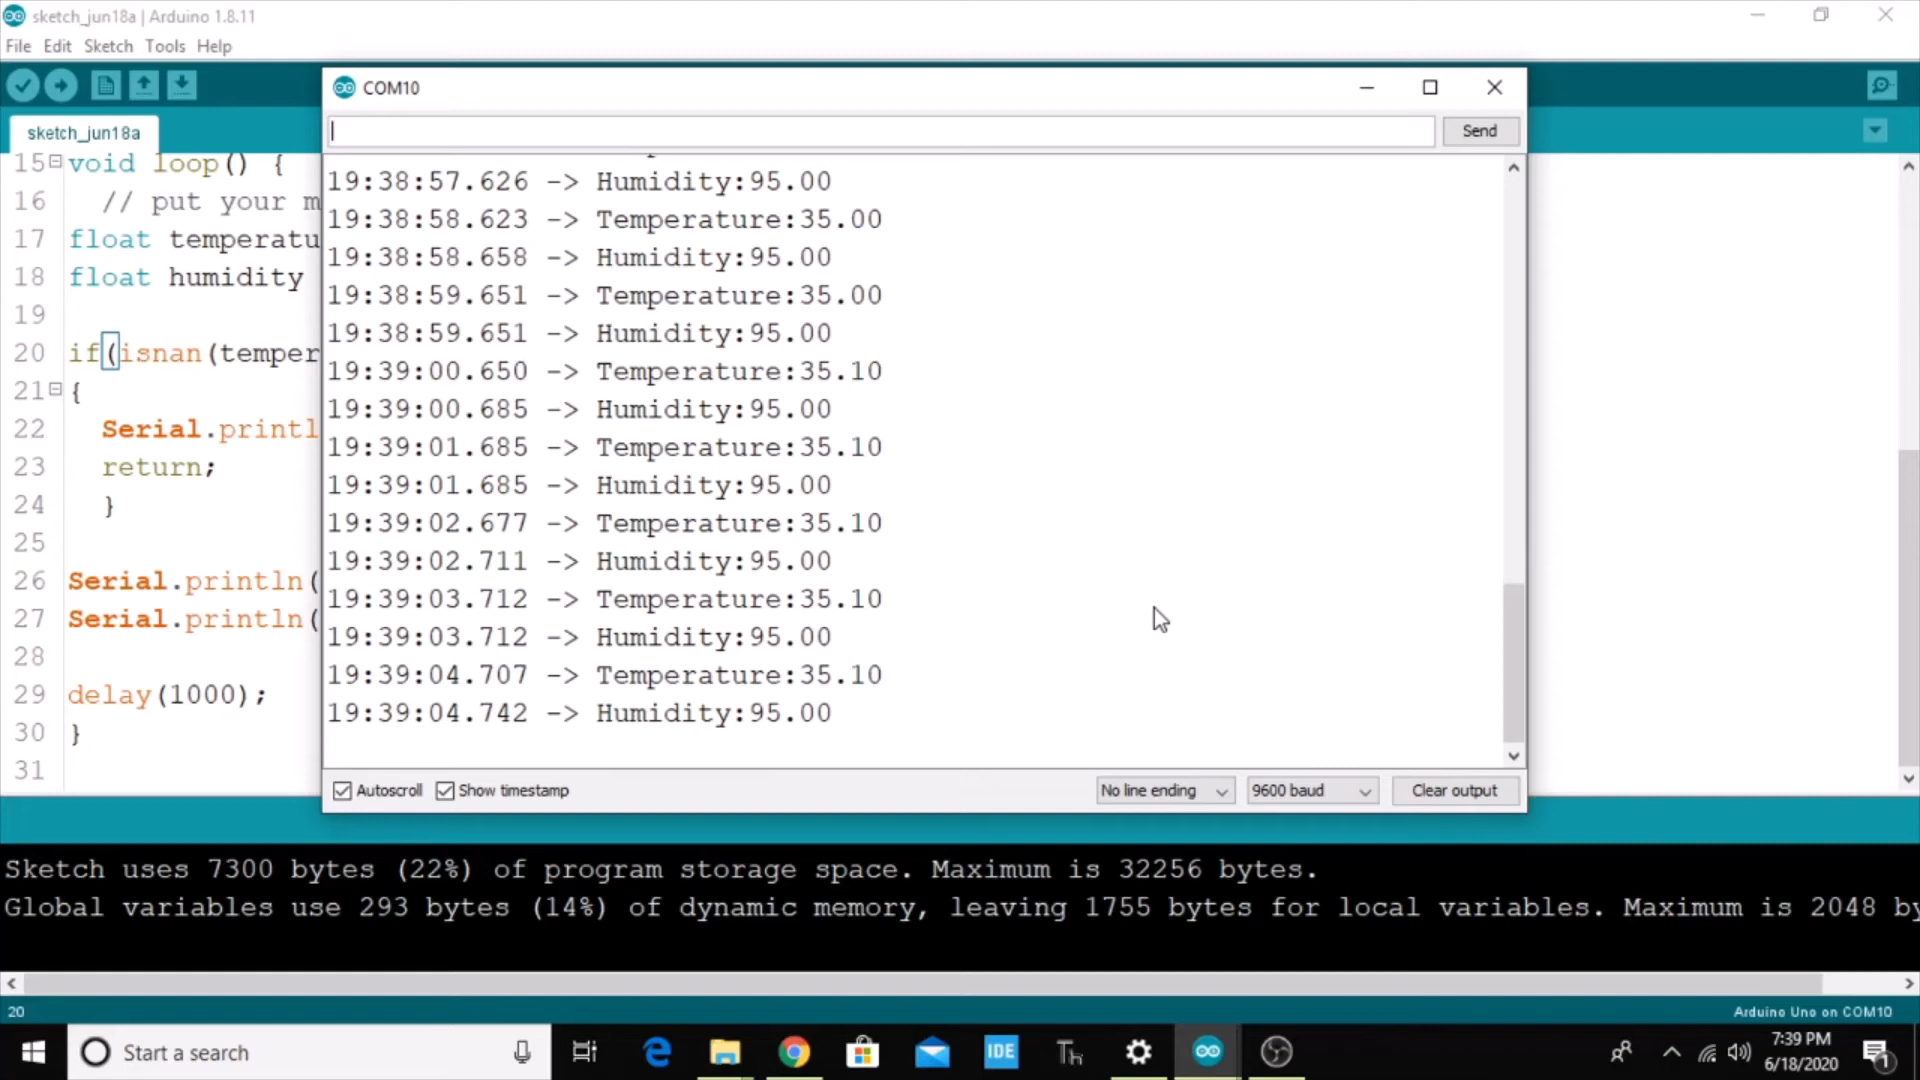 sketch_jun18a | Arduino 1.8.11
File Edit Sketch Tools Help
COM10
sketch_jun18a
Send
15 void loop() {
16 // put your m
17 float temperatu
18 float humidity
19
20 if(isnan(temper
21 {
22 Serial.printl
23 return;
24 }
25
26 Serial.println(
27 Serial.println(
28
29 delay(1000);
30 }
31
19:38:57.626 -> Humidity:95.00
19:38:58.623 -> Temperature:35.00
19:38:58.658 -> Humidity:95.00
19:38:59.651 -> Temperature:35.00
19:38:59.651 -> Humidity:95.00
19:39:00.650 -> Temperature:35.10
19:39:00.685 -> Humidity:95.00
19:39:01.685 -> Temperature:35.10
19:39:01.685 -> Humidity:95.00
19:39:02.677 -> Temperature:35.10
19:39:02.711 -> Humidity:95.00
19:39:03.712 -> Temperature:35.10
19:39:03.712 -> Humidity:95.00
19:39:04.707 -> Temperature:35.10
19:39:04.742 -> Humidity:95.00
Autoscroll Show timestamp No line ending 9600 baud Clear output
Sketch uses 7300 bytes (22%) of program storage space. Maximum is 32256 bytes.
Global variables use 293 bytes (14%) of dynamic memory, leaving 1755 bytes for local variables. Maximum is 2048 by
20 Arduino Uno on COM10
Start a search
IDE
Th
7:39 PM
6/18/2020
1